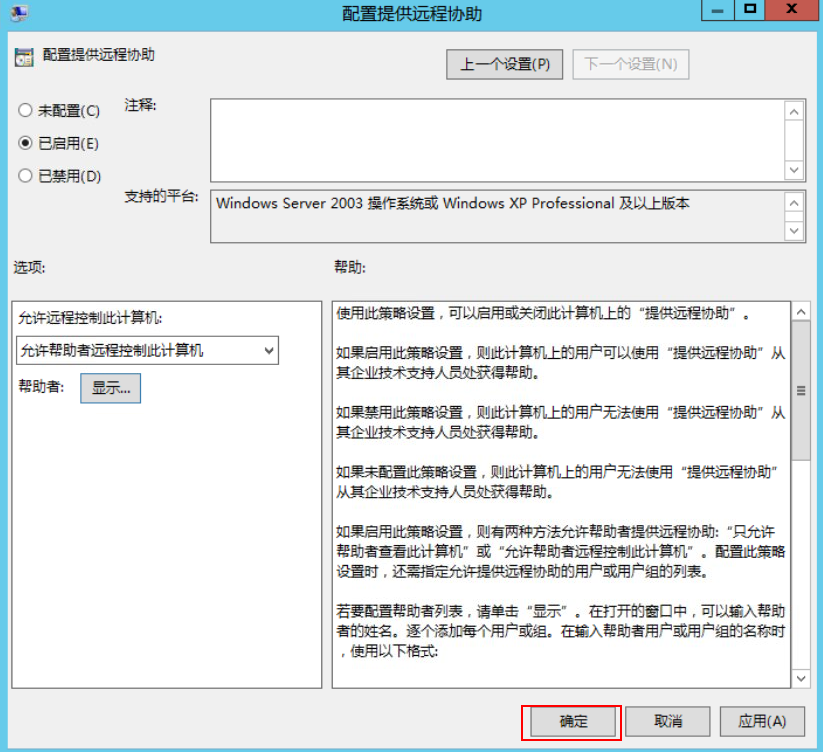 配置提供远程协助
配置提供远程协助
上一个设置(P)
下一个设置(N)
未配置(C)
注释:
已启用(E)
已禁用(D)
支持的平台:
Windows Server 2003 操作系统或 Windows XP Professional 及以上版本
选项:
帮助:
允许远程控制此计算机:
允许帮助者远程控制此计算机
帮助者:
显示...
使用此策略设置，可以启用或关闭此计算机上的“提供远程协助”。
如果启用此策略设置，则此计算机上的用户可以使用“提供远程协助”从
其企业技术支持人员处获得帮助。
如果禁用此策略设置，则此计算机上的用户无法使用“提供远程协助”从
其企业技术支持人员处获得帮助。
如果未配置此策略设置，则此计算机上的用户无法使用“提供远程协助”
从其企业技术支持人员处获得帮助。
如果启用此策略设置，则有两种方法允许帮助者提供远程协助:“只允许
帮助者查看此计算机”或“允许帮助者远程控制此计算机”。配置此策略
设置时，还需指定允许提供远程协助的用户或用户组的列表。
若要配置帮助者列表，请单击“显示”。在打开的窗口中，可以输入帮助
者的姓名。逐个添加每个用户或组。在输入帮助者用户或用户组的名称时
，使用以下格式:
确定
取消
应用(A)